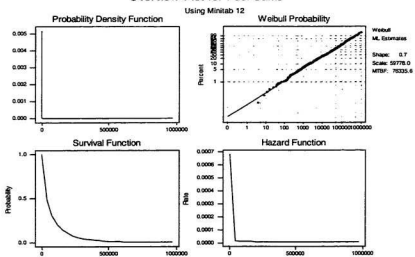 Using Minitab 12
Probability Density Function
0.005
0.004
0.003
0.002
0.001
0.000
0
500000
1000000
Weibull Probability
Percent
5
1
0
1
5
10
100
1000
10000
Weibull
ML Estimates
Shape: 0.7
Scale: 59778.0
MTBF: 76335.6
Survival Function
Probability
1.0
0.5
0.0
0
500000
1000000
Hazard Function
Rate
0.0007
0.0006
0.0005
0.0004
0.0003
0.0002
0.0001
0.0000
0
500000
1000000